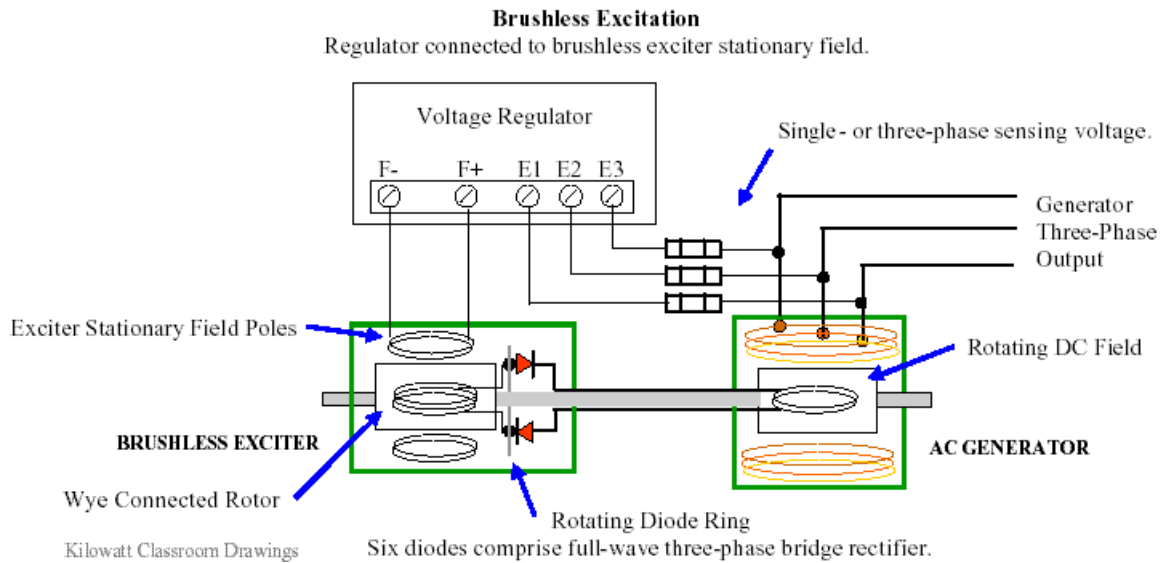 Brushless Excitation
Regulator connected to brushless exciter stationary field.
Voltage Regulator
F- F+ E1 E2 E3
Single - or three-phase sensing voltage.
Generator
Three-Phase
Output
Exciter Stationary Field Poles
Rotating DC Field
BRUSHLESS EXCITER
AC GENERATOR
Wye Connected Rotor
Rotating Diode Ring
Six diodes comprise full-wave three-phase bridge rectifier.
Kilowatt Classroom Drawings